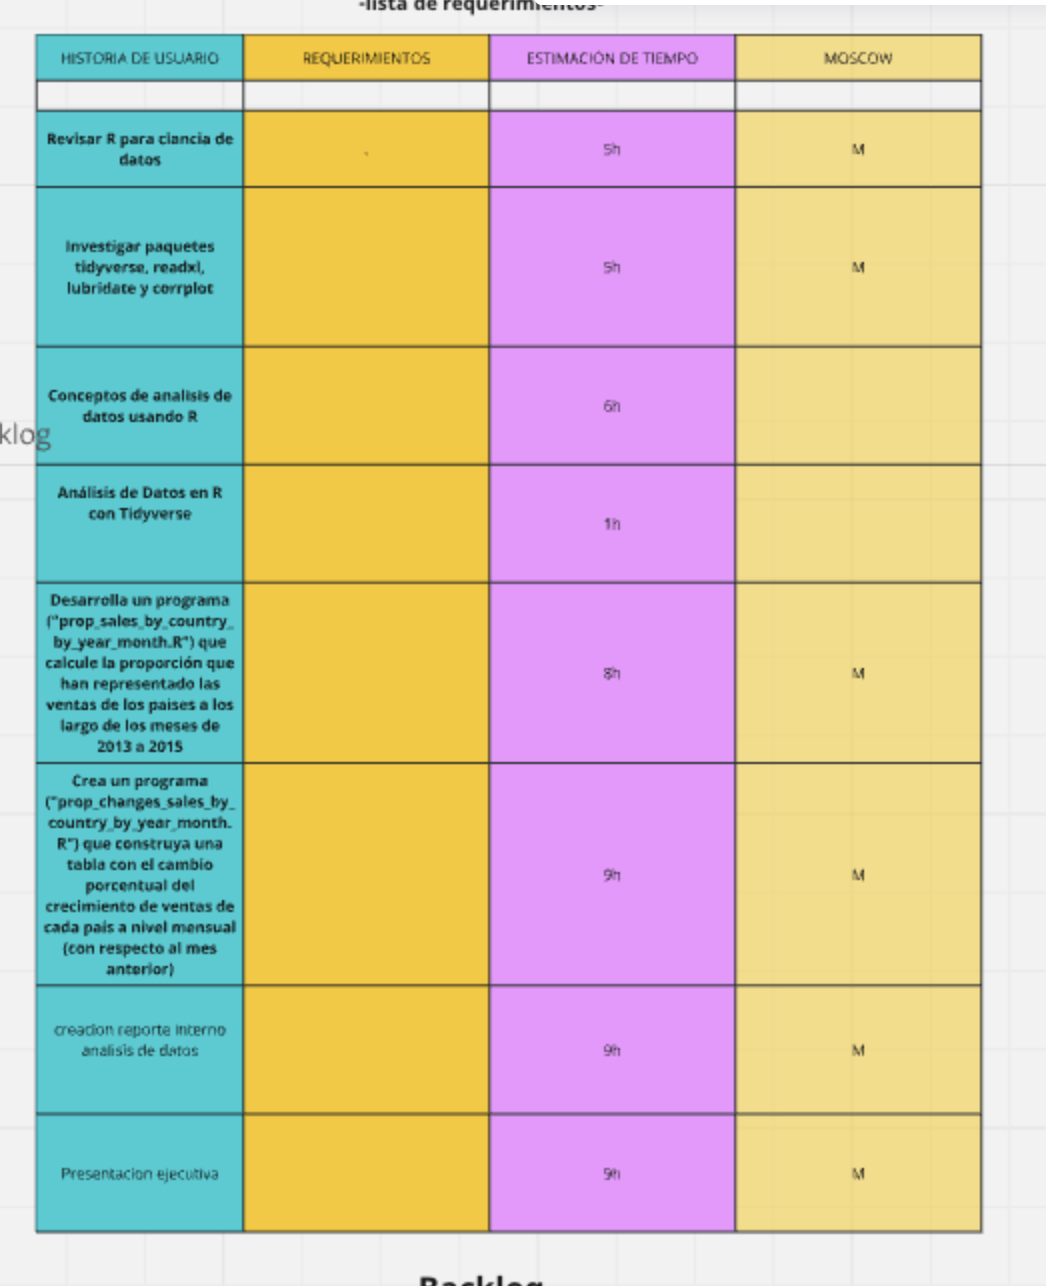 -lista de requerimientos-
HISTORIA DE USUARIO
REQUERIMIENTOS
ESTIMACIÓN DE TIEMPO
MOSCOW
Revisar R para ciancia de
datos
5h
M
Investigar paquetes
tidyverse, readxl,
lubridate y corrplot
5h
M
Conceptos de analisis de
datos usando R
6h
klog
Análisis de Datos en R
con Tidyverse
1h
Desarrolla un programa
("prop_sales_by_country_
by_year_month.R") que
calcule la proporción que
han representado las
ventas de los paises a los
largo de los meses de
2013 a 2015
8h
M
Crea un programa
("prop_changes_sales_by_
country_by_year_month.
R") que construya una
tabla con el cambio
porcentual del
crecimiento de ventas de
cada país a nivel mensual
(con respecto al mes
anterior)
9h
M
creacion reporte interno
analisis de datos
9h
M
Presentacion ejecutiva
9h
M
Backlog